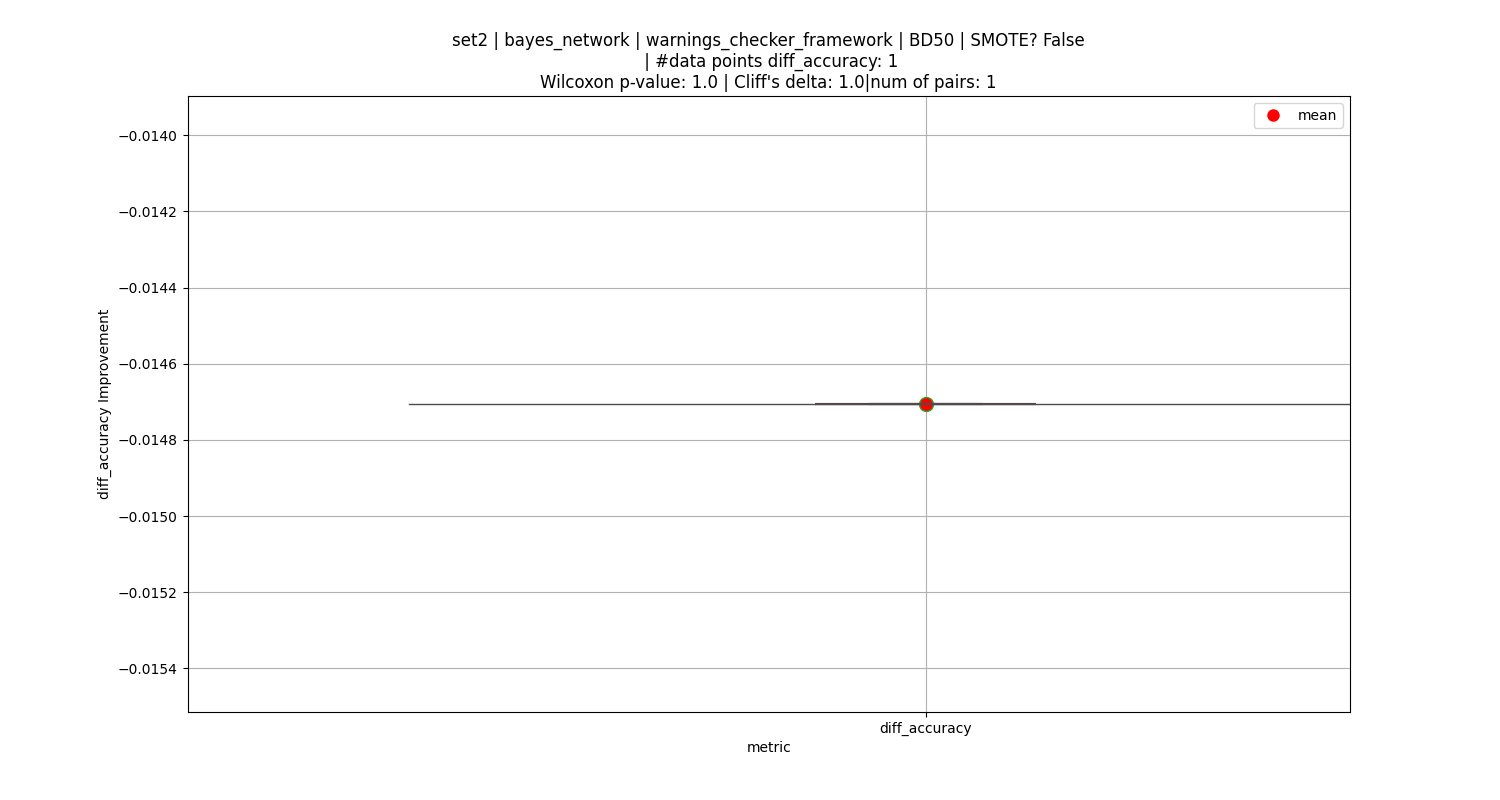 set2 | bayes_network | warnings_checker_framework | BD50 | SMOTE? False
| #data points diff_accuracy: 1
Wilcoxon p-value: 1.0 | Cliff's delta: 1.0|num of pairs: 1
mean
−0.0140
−0.0142
−0.0144
−0.0146
−0.0148
−0.0150
−0.0152
−0.0154
diff_accuracy Improvement
diff_accuracy
metric